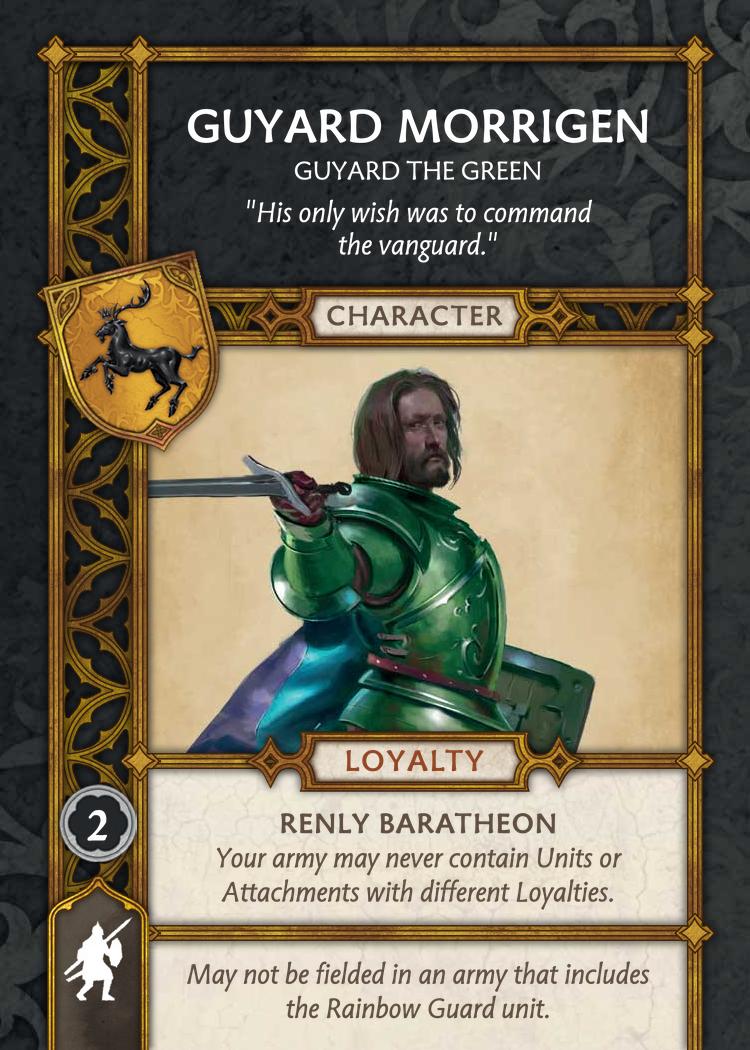 GUYARD MORRIGEN
GUYARD THE GREEN
"His only wish was to command
the vanguard."
CHARACTER
LOYALTY
2
RENLY BARATHEON
Your army may never contain Units or
Attachments with different Loyalties.
May not be fielded in an army that includes
the Rainbow Guard unit.